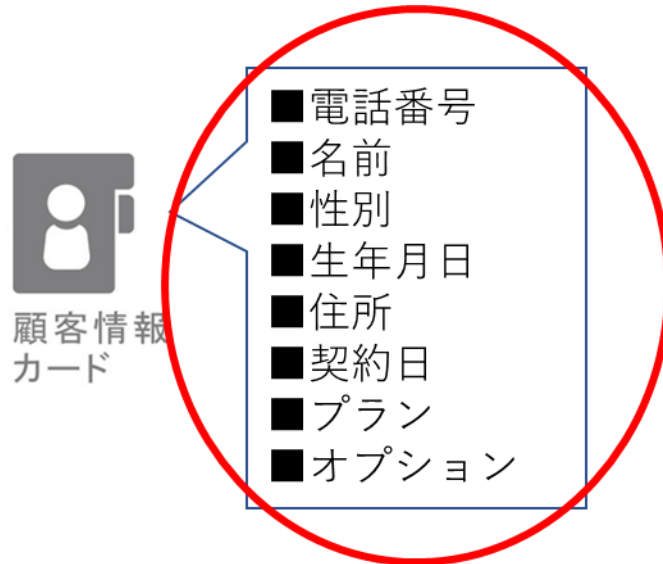 ■電話番号
■名前
■性別
■生年月日
■住所
■契約日
■プラン
■オプション
顧客情報
カード